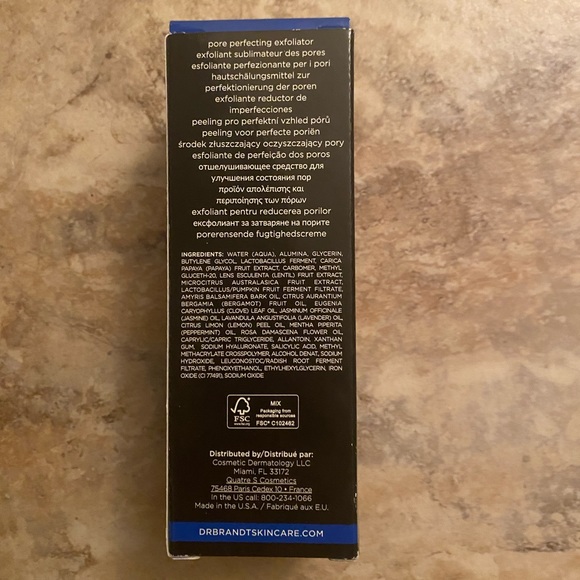 pore perfecting exfoliator
exfoliant sublimateur des pores
esfoliante perfezionante per i pori
hautschälungsmittel zur
perfektionierung der poren
exfoliante reductor de
imperfecciones
peeling pro perfektní vzhled pórů
peeling voor perfecte poriën
środek złuszczający oczyszczający pory
esfoliante de perfeição dos poros
отшелушивающее средство для
улучшения состояния пор
προϊόν απολέπισης και
περιποίησης των πόρων
exfoliant pentru reducerea porilor
ексфолиант за затваряне на порите
porerensende fugtighedscreme
INGREDIENTS: WATER (AQUA), ALUMINA, GLYCERIN,
BUTYLENE GLYCOL, LACTOBACILLUS FERMENT, CARICA
PAPAYA (PAPAYA) FRUIT EXTRACT, CARBOMER, METHYL
GLUCETH-20, LENS ESCULENTA (LENTIL) FRUIT EXTRACT,
MICROCITRUS AUSTRALASICA FRUIT EXTRACT,
LACTOBACILLUS/PUMPKIN FRUIT FERMENT FILTRATE,
AMYRIS BALSAMIFERA BARK OIL, CITRUS AURANTIUM
BERGAMIA (BERGAMOT) FRUIT OIL, EUGENIA
CARYOPHYLLUS (CLOVE) LEAF OIL, JASMINUM OFFICINALE
(JASMINE) OIL, LAVANDULA ANGUSTIFOLIA (LAVENDER) OIL,
CITRUS LIMON (LEMON) PEEL OIL, MENTHA PIPERITA
(PEPPERMINT) OIL, ROSA DAMASCENA FLOWER OIL,
CAPRYLIC/CAPRIC TRIGLYCERIDE, ALLANTOIN, XANTHAN
GUM, SODIUM HYALURONATE, SALICYLIC ACID, METHYL
METHACRYLATE CROSSPOLYMER, ALCOHOL DENAT, SODIUM
HYDROXIDE, LEUCONOSTOC/RADISH ROOT FERMENT
FILTRATE, PHENOXYETHANOL, ETHYLHEXYLGLYCERIN, IRON
OXIDE (CI 77491), SODIUM OXIDE
FSC
www.fsc.org
MIX
Packaging from
responsible sources
FSC® C102462
Distributed by/Distribué par:
Cosmetic Dermatology LLC
Miami, FL 33172
Quatre S Cosmetics
75468 Paris Cedex 10 • France
In the US call: 800-234-1066
Made in the U.S.A. / Fabriqué aux E.U.
DRBRANDTSKINCARE.COM